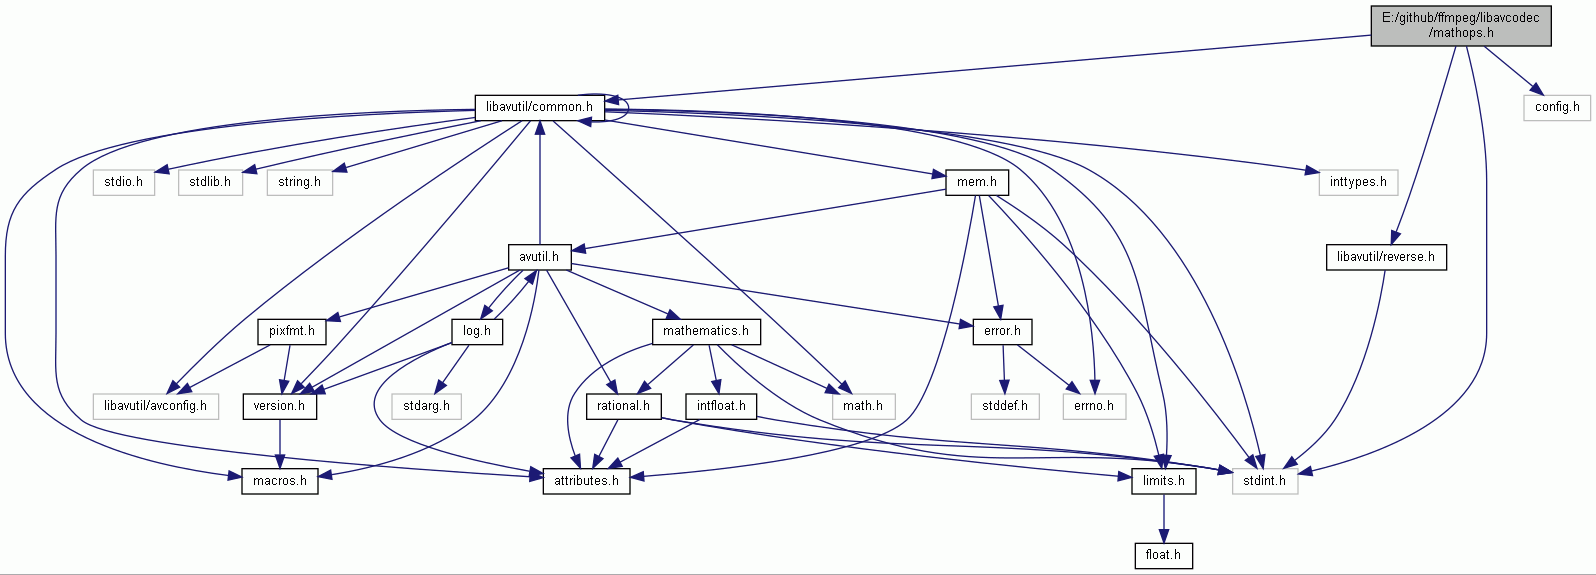 E:/github/ffmpeg/libavcodec
/mathops.h
libavutil/common.h
config.h
stdio.h
stdlib.h
string.h
mem.h
inttypes.h
avutil.h
libavutil/reverse.h
pixfmt.h
log.h
mathematics.h
error.h
libavutil/avconfig.h
version.h
stdarg.h
rational.h
intfloat.h
math.h
stddef.h
errno.h
macros.h
attributes.h
limits.h
stdint.h
float.h